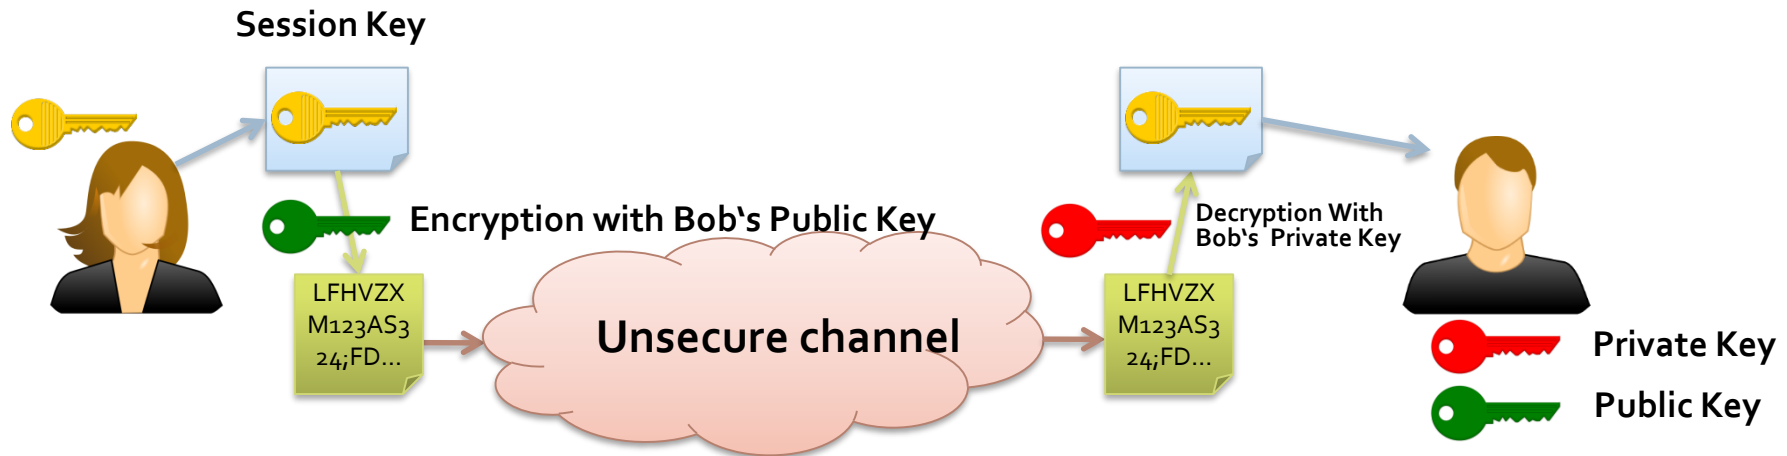 Session Key
Encryption with Bob‘s Public Key
LFHVZX
M123AS3
24;FD...
Unsecure channel
Decryption With
Bob‘s  Private Key
LFHVZX
M123AS3
24;FD...
Private Key
Public Key